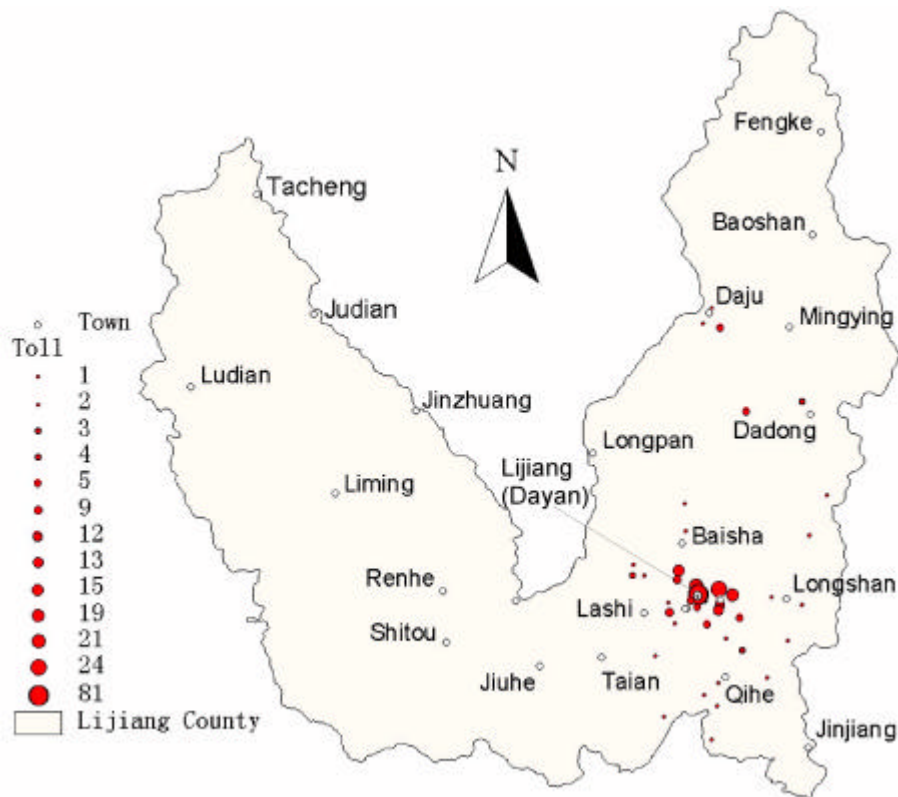 Fengke
N
Tacheng
Baoshan
Daju
Judian
Mingying
Town
Toll
1
2
3
4
5
9
12
13
15
19
21
24
81
Lijiang County
Ludian
Jinzhuang
Dadong
Longpan
Lijiang
(Dayan)
Liming
Baisha
Renhe
Longshan
Lashi
Shitou
Jiuhe
Taian
Qihe
Jinjiang